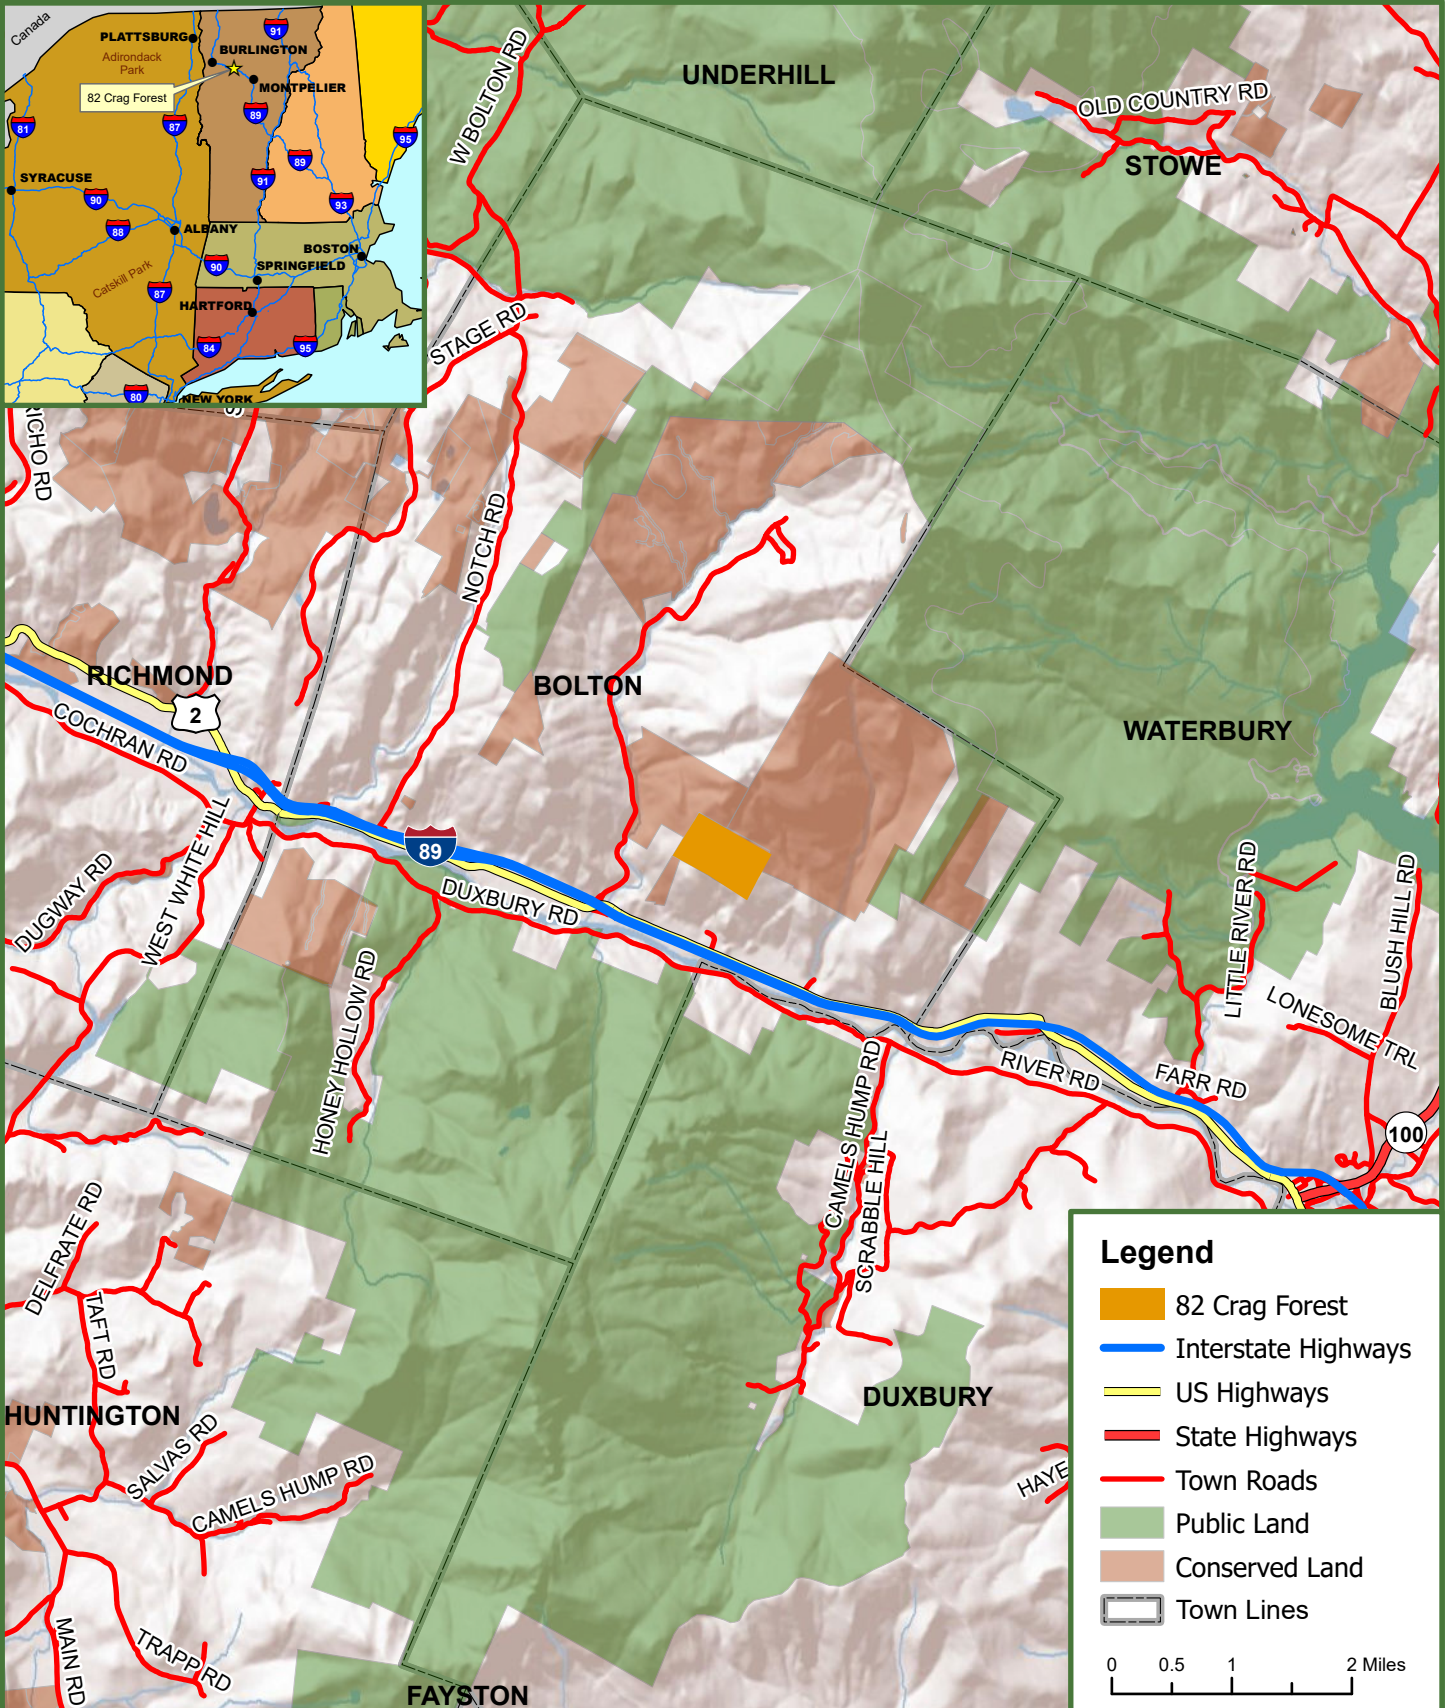 Canada
PLATTSBURG
Adirondack
Park
BURLINGTON
MONTPELIER
82 Crag Forest
91
89
87
81
95
89
91
93
SYRACUSE
90
88
ALBANY
BOSTON
90
SPRINGFIELD
Catskill Park
87
HARTFORD
84
95
80
NEW YORK
W BOLTON RD
UNDERHILL
OLD COUNTRY RD
STOWE
STAGE RD
RICHO RD
S
NOTCH RD
RICHMOND
2
COCHRAN RD
BOLTON
WATERBURY
WEST WHITE HILL
DUGWAY RD
89
DUXBURY RD
HONEY HOLLOW RD
LITTLE RIVER RD
BLUSH HILL RD
LONESOME TRL
RIVER RD
FARR RD
100
CAMELS HUMP RD
SCRABBLE HILL
DELFRATE RD
TAFT RD
HUNTINGTON
SALVAS RD
CAMELS HUMP RD
DUXBURY
HAYE
MAIN RD
TRAPP RD
FAYSTON
Legend
82 Crag Forest
Interstate Highways
US Highways
State Highways
Town Roads
Public Land
Conserved Land
Town Lines
0 0.5 1 2 Miles